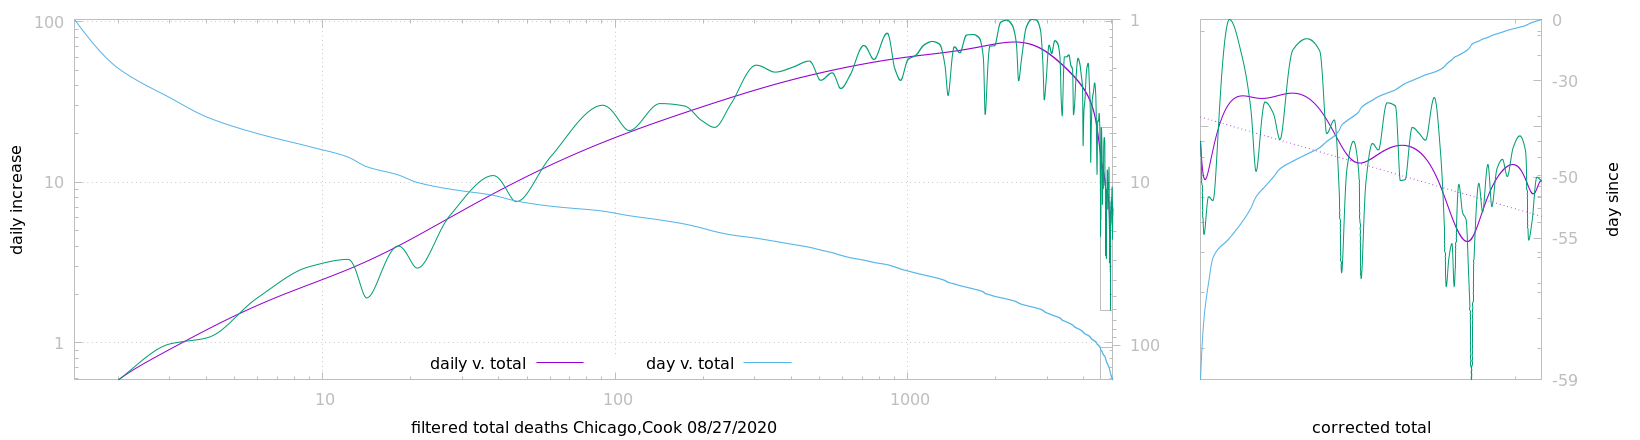 100
10
1
daily increase
daily v. total
day v. total
10
100
1000
filtered total deaths Chicago,Cook 08/27/2020
1
10
100
0
-30
-50
-55
-59
day since
corrected total